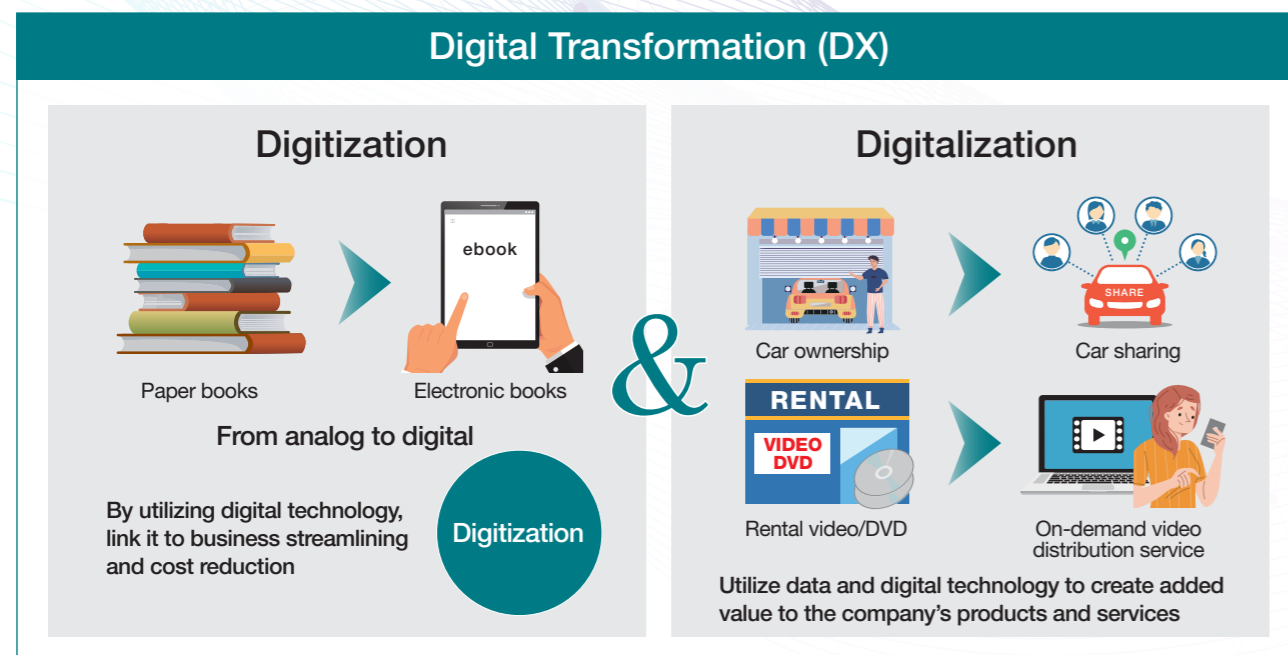 Digital Transformation (DX)
Digitization
ebook
Paper books
Electronic books
From analog to digital
By utilizing digital technology,
link it to business streamlining
and cost reduction
Digitization
&
Digitalization
Car ownership
SHARE
Car sharing
RENTAL
VIDEO
DVD
Rental video/DVD
On-demand video
distribution service
Utilize data and digital technology to create added
value to the company’s products and services